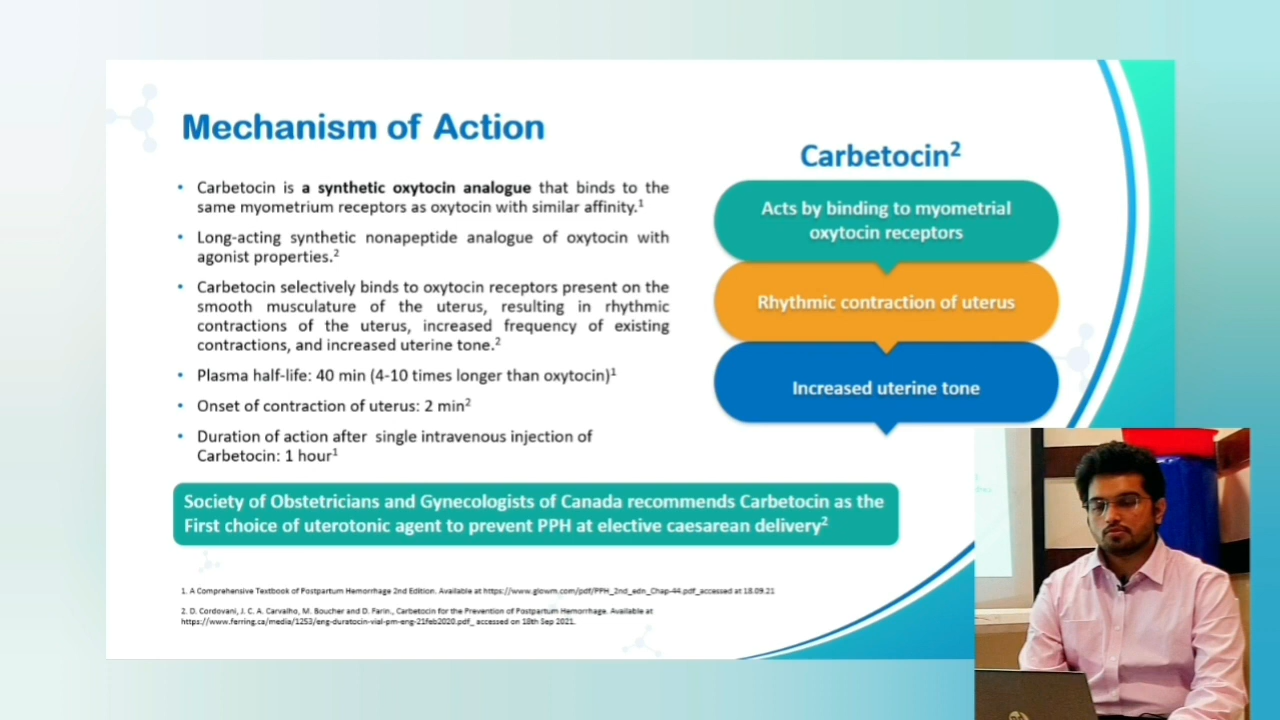 Mechanism of Action
• Carbetocin is a synthetic oxytocin analogue that binds to the
same myometrium receptors as oxytocin with similar affinity.1
• Long-acting synthetic nonapeptide analogue of oxytocin with
agonist properties.2
• Carbetocin selectively binds to oxytocin receptors present on the
smooth musculature of the uterus, resulting in rhythmic
contractions of the uterus, increased frequency of existing
contractions, and increased uterine tone.2
• Plasma half-life: 40 min (4-10 times longer than oxytocin)1
• Onset of contraction of uterus: 2 min2
• Duration of action after single intravenous injection of
Carbetocin: 1 hour1
Carbetocin2
Acts by binding to myometrial
oxytocin receptors
Rhythmic contraction of uterus
Increased uterine tone
Society of Obstetricians and Gynecologists of Canada recommends Carbetocin as the
First choice of uterotonic agent to prevent PPH at elective caesarean delivery2
1. A Comprehensive Textbook of Postpartum Hemorrhage 2nd Edition. Available at https://www.glowm.com/pdf/PPH_2nd_edn_Chap-44.pdf_accessed at 18.09.21
2. D. Cordovani, J. C. A. Carvalho, M. Boucher and D. Farin., Carbetocin for the Prevention of Postpartum Hemorrhage. Available at
https://www.ferring.ca/media/1253/eng-duratocin-vial-pm-eng-21feb2020.pdf_ accessed on 18th Sep 2021.